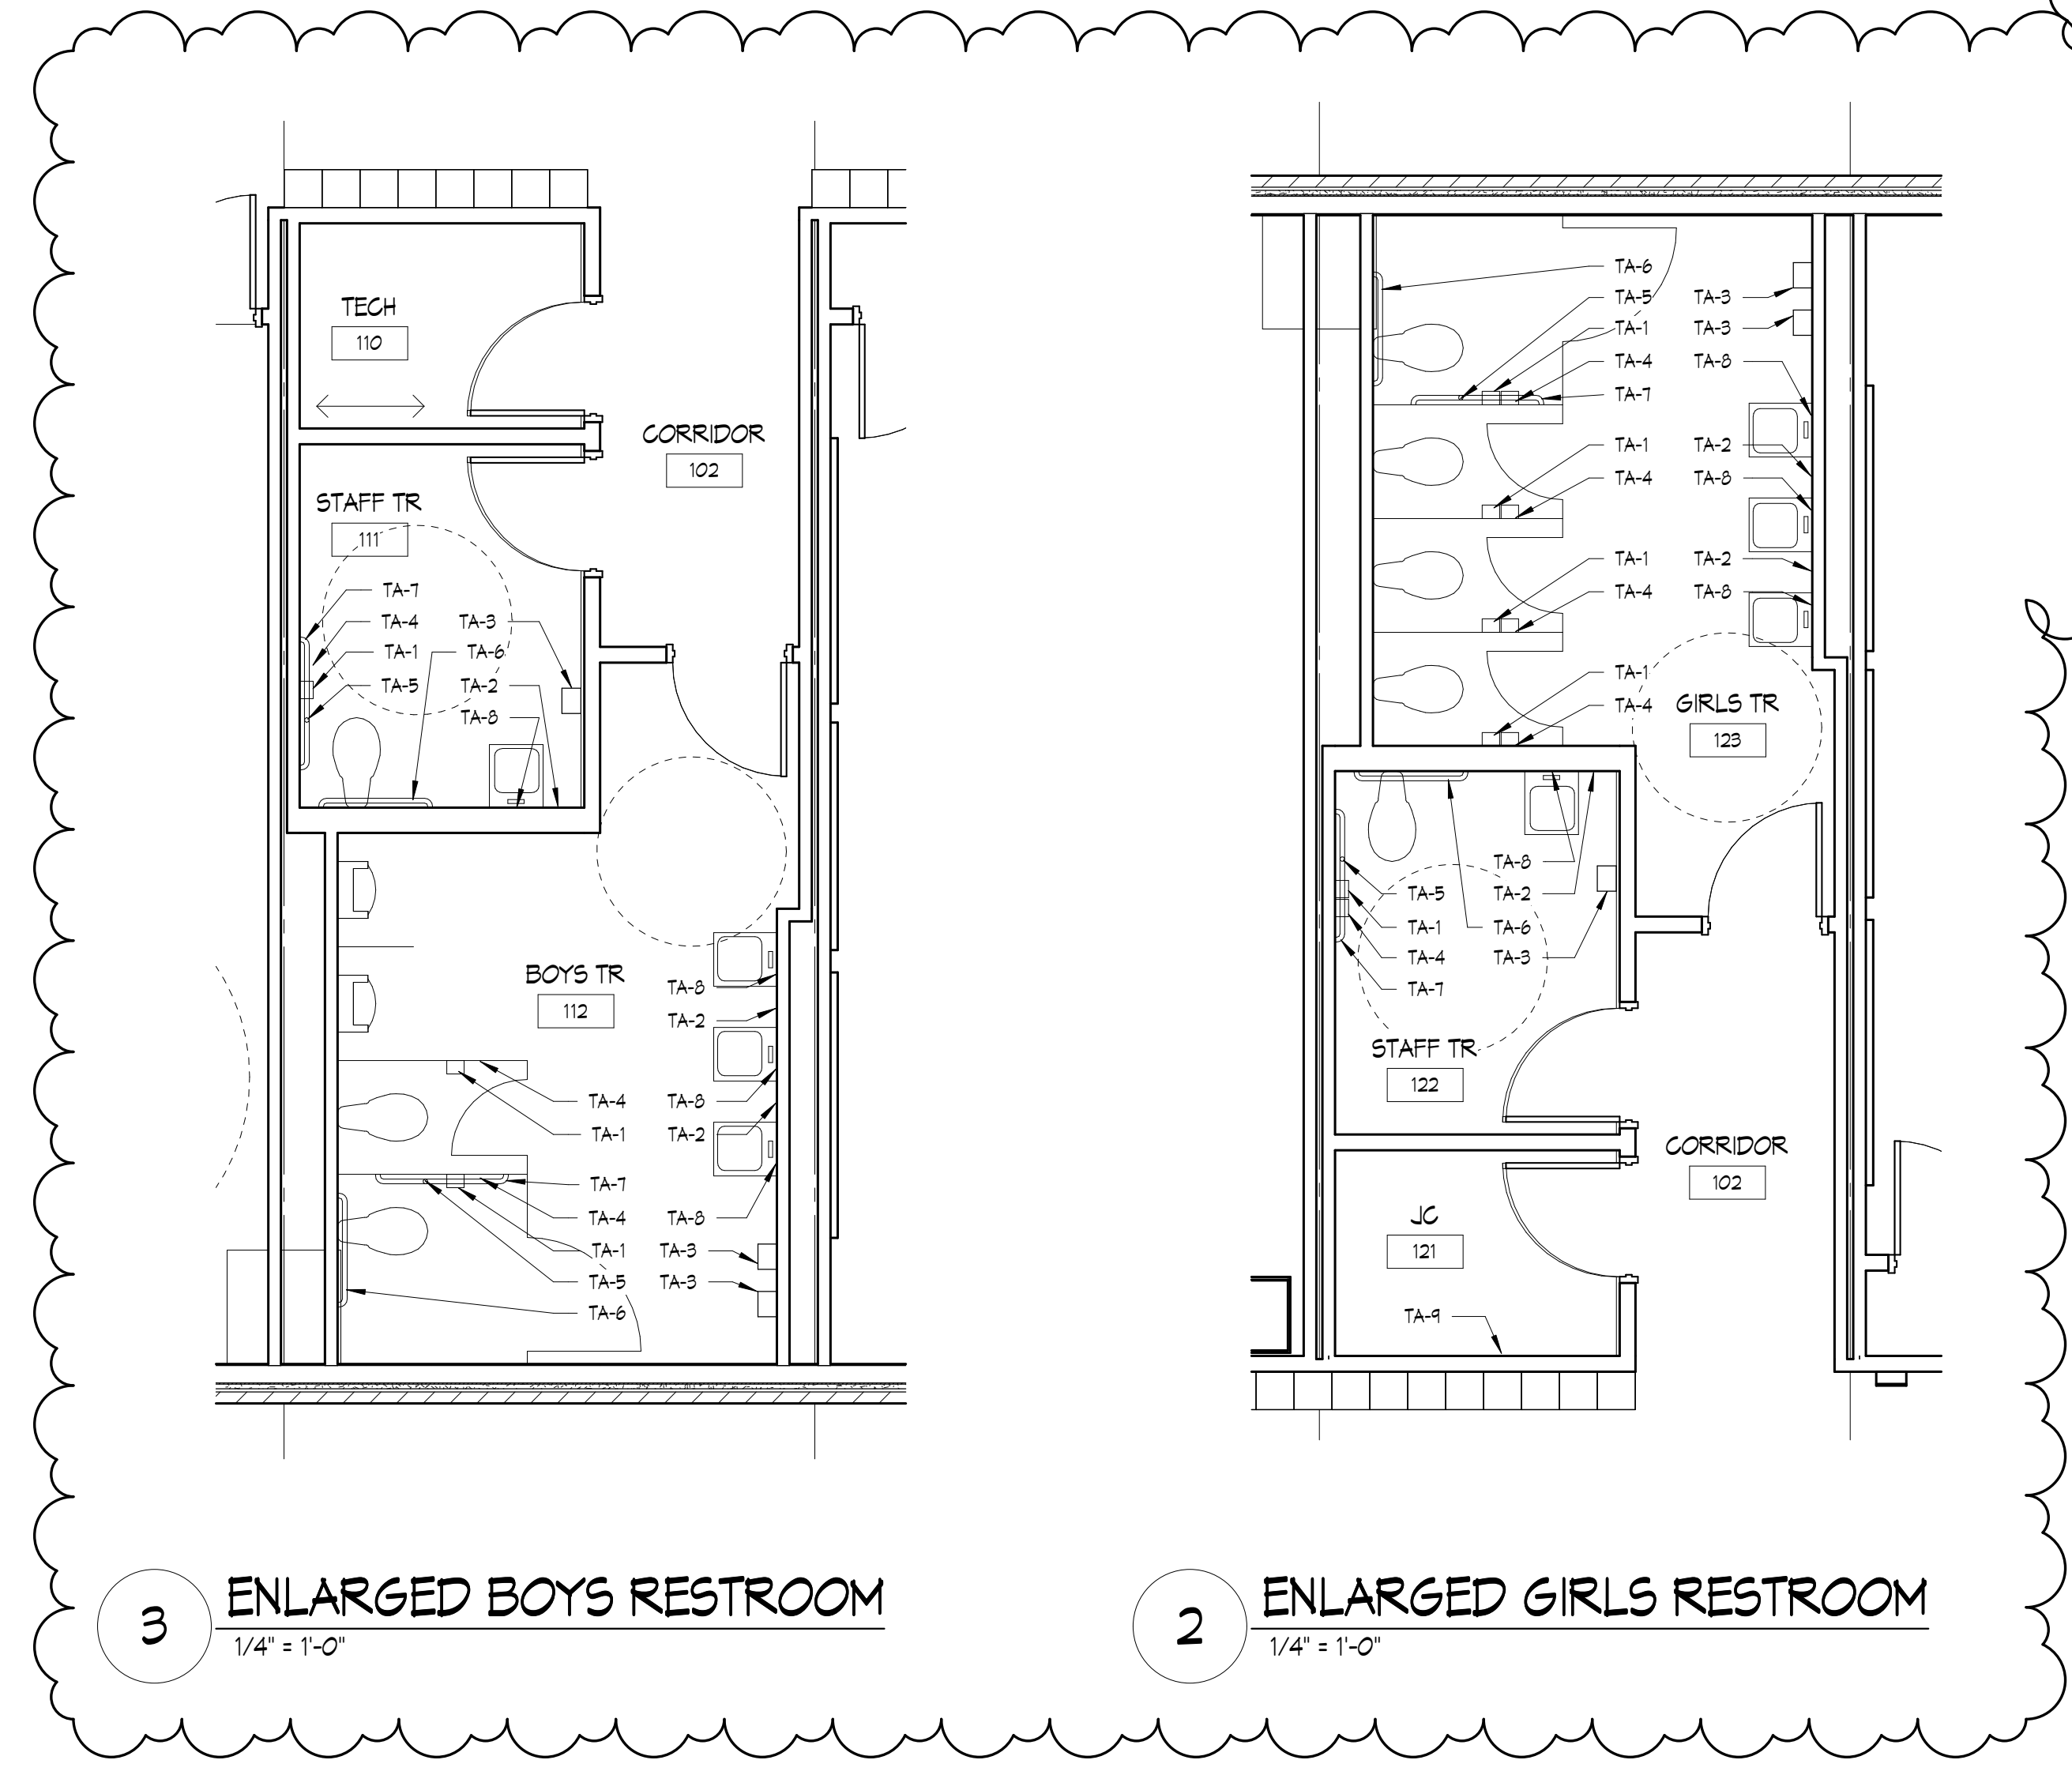 TECH
110
CORRIDOR
102
STAFF TR
111
TA-7
TA-4 TA-3
TA-1 TA-6
TA-5 TA-2
TA-8
BOYS TR
112
TA-8
TA-2
TA-4 TA-8
TA-1 TA-2
TA-7
TA-4 TA-8
TA-1 TA-3
TA-5 TA-3
TA-6
3
ENLARGED BOYS RESTROOM
1/4" = 1'-0"
TA-6
TA-5 TA-3
TA-1 TA-3
TA-4 TA-8
TA-7
TA-1 TA-2
TA-4 TA-8
TA-1 TA-2
TA-4 TA-8
TA-1
TA-4
GIRLS TR
123
TA-8
TA-5 TA-2
TA-1 TA-6
TA-4 TA-3
TA-7
STAFF TR
122
CORRIDOR
102
JC
121
TA-9
2
ENLARGED GIRLS RESTROOM
1/4" = 1'-0"